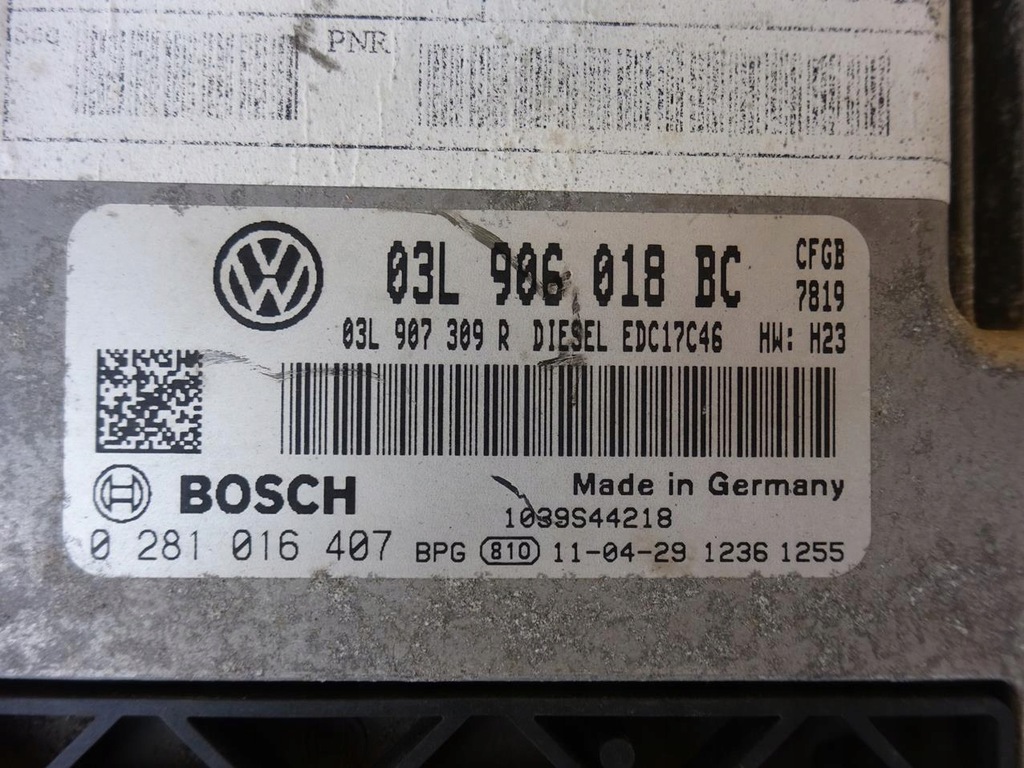 PNR
03L 906 018 BC CFGB
7819
03L 907 309 R DIESEL EDC17C46 HW: H23
BOSCH
Made in Germany
1039S44218
0 281 016 407 BPG 810 11-04-29 1236 1255